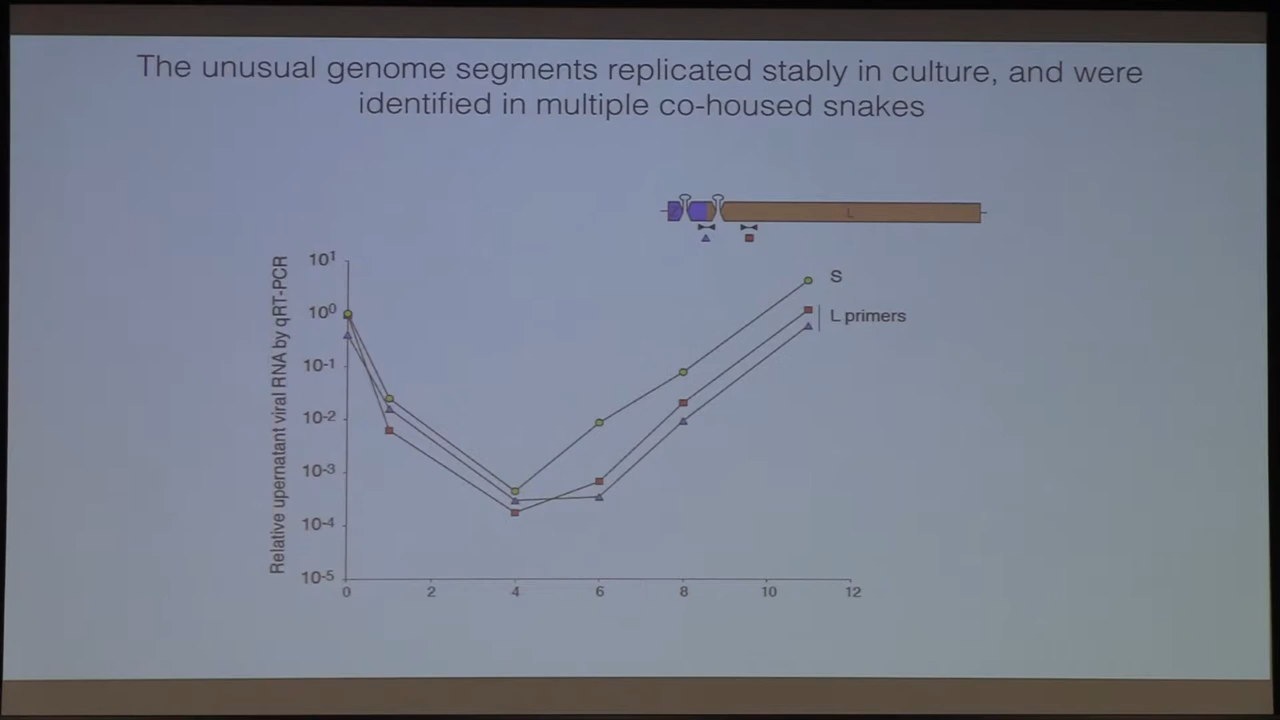 The unusual genome segments replicated stably in culture, and were
identified in multiple co-housed snakes
L
Relative upernatant viral RNA by qRT-PCR
10¹
10⁰
10⁻¹
10⁻²
10⁻³
10⁻⁴
10⁻⁵
0 2 4 6 8 10 12
S
L primers